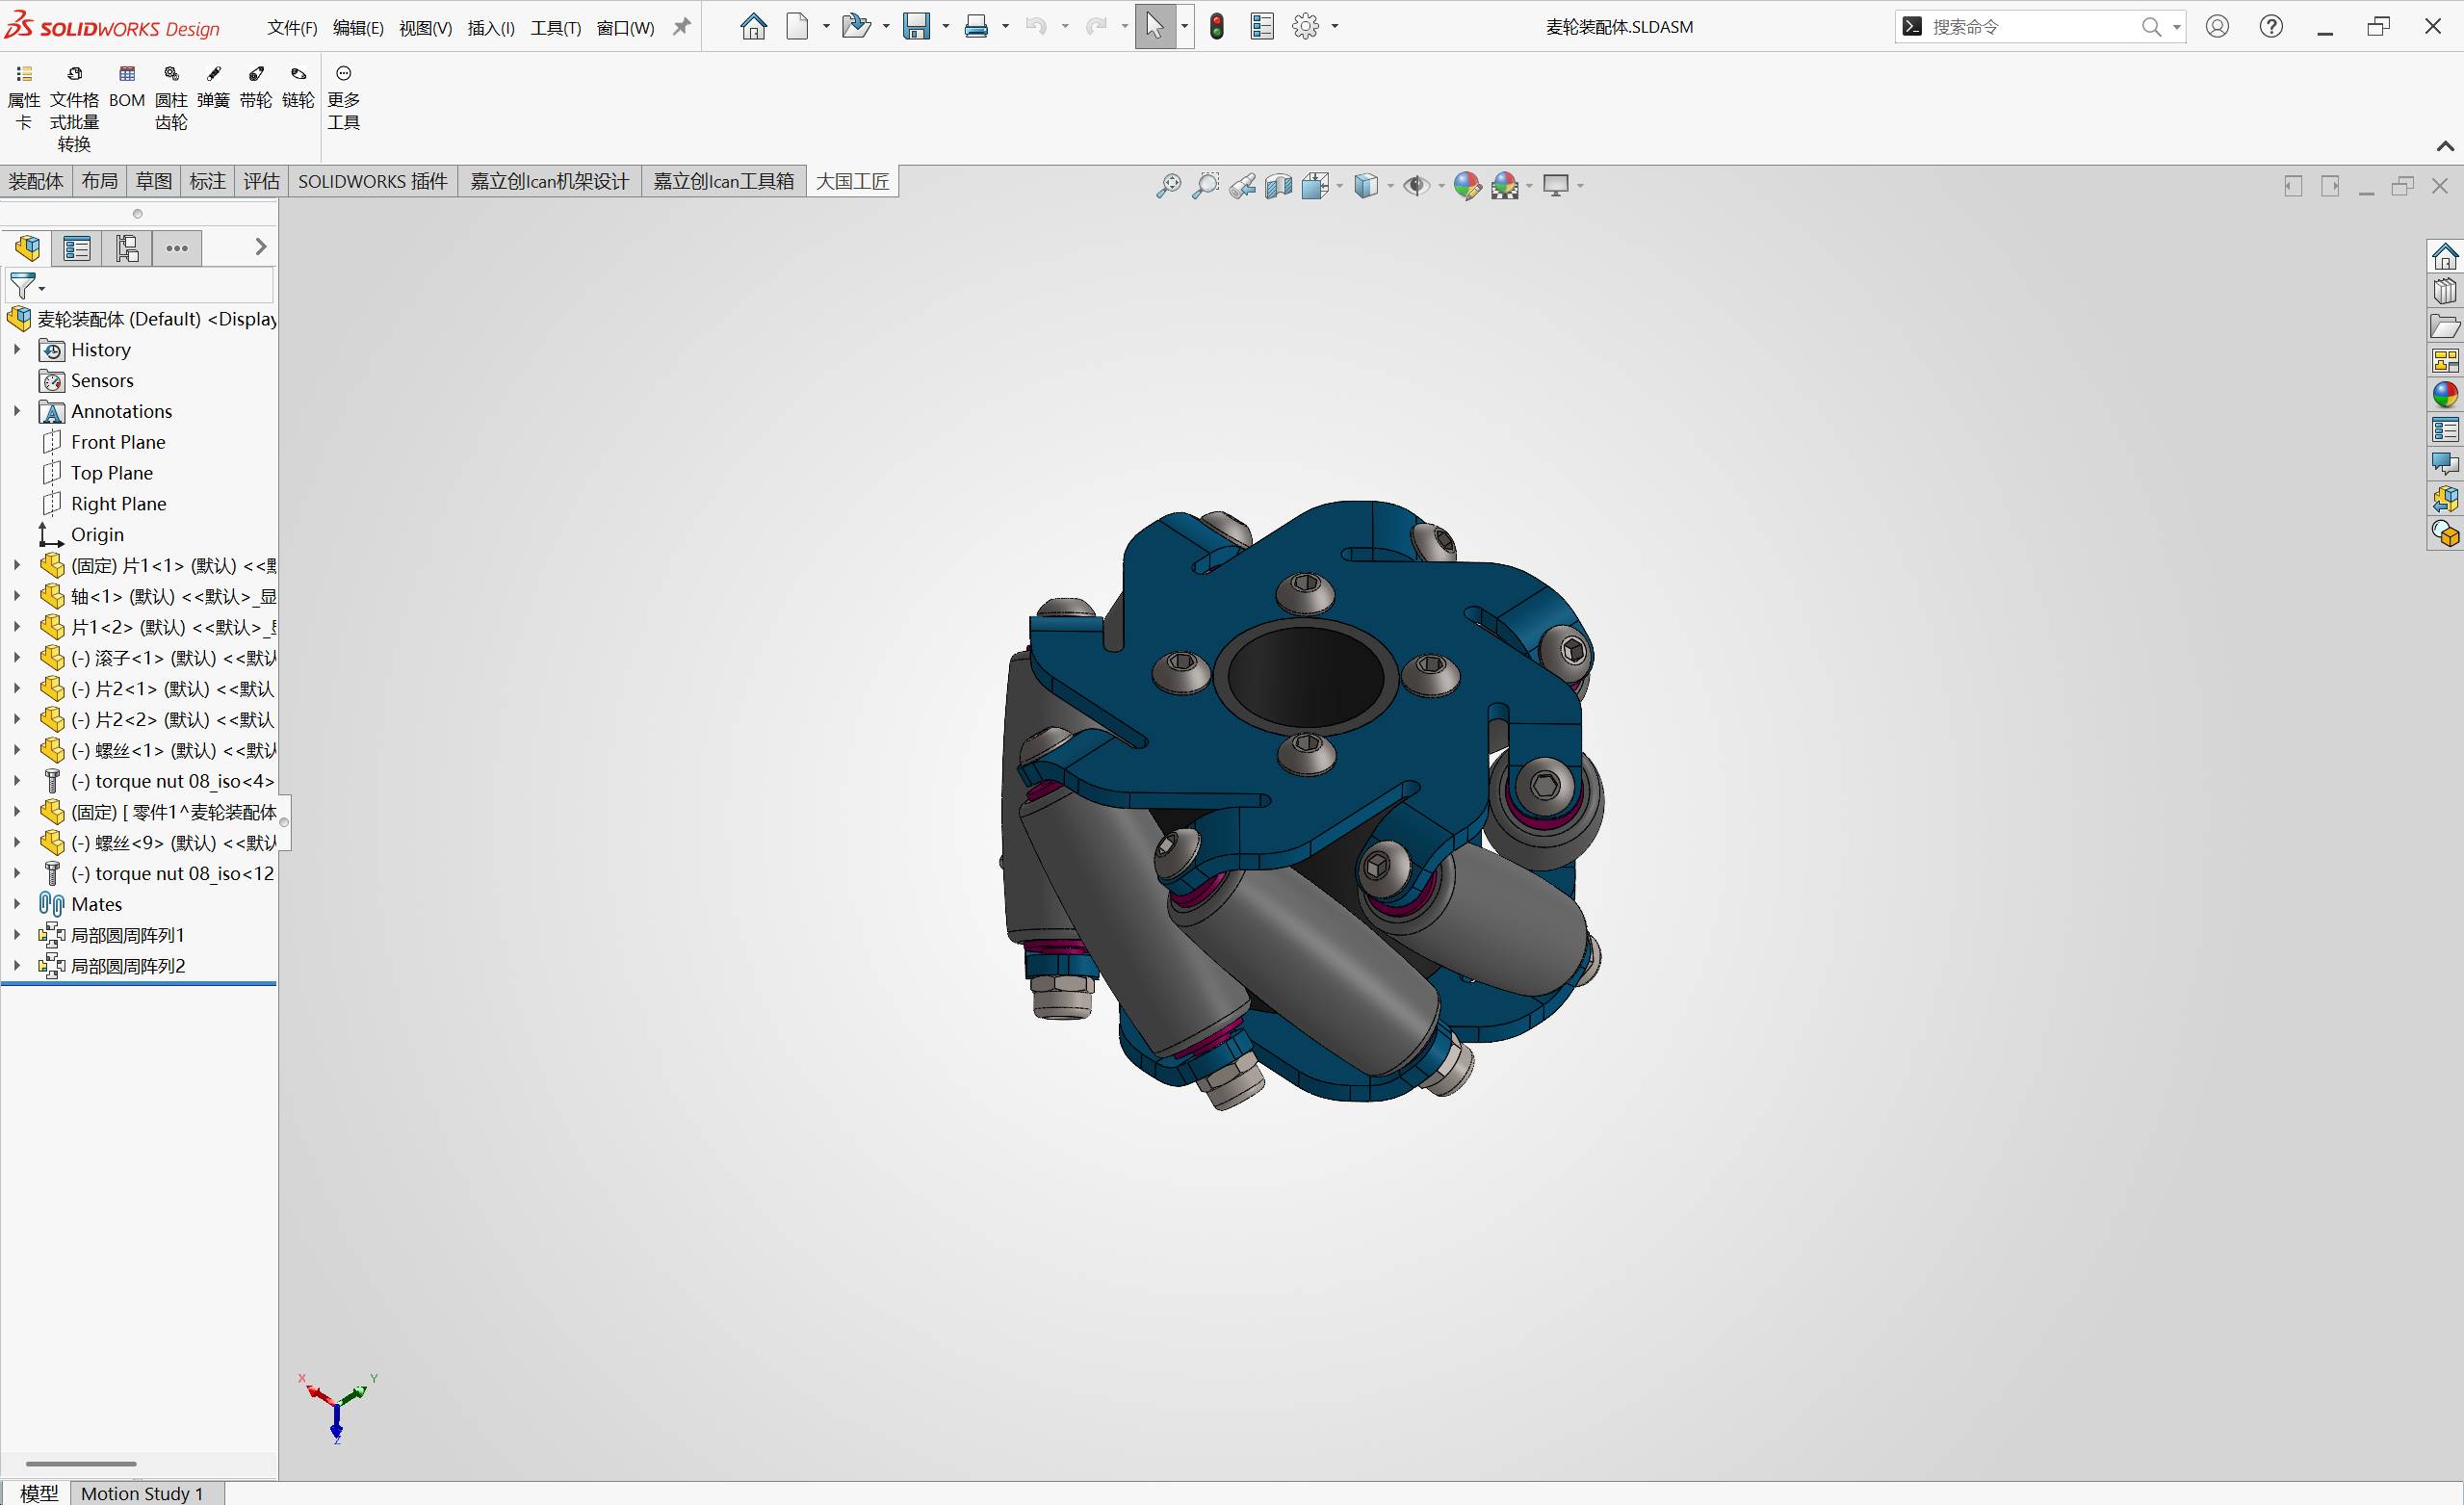 SOLIDWORKS Design 文件(F) 编辑(E) 视图(V) 插入(I) 工具(T) 窗口(W) 麦轮装配体.SLDASM 搜索命令
属性卡
文件格式批量转换
BOM
圆柱齿轮
弹簧
带轮
链轮
更多工具
装配体 布局 草图 标注 评估 SOLIDWORKS 插件 嘉立创Ican机架设计 嘉立创Ican工具箱 大国工匠
麦轮装配体 (Default) <Display
History
Sensors
Annotations
Front Plane
Top Plane
Right Plane
Origin
(固定) 片1<1> (默认) <<默
轴<1> (默认) <<默认>_显
片1<2> (默认) <<默认>_显
(-) 滚子<1> (默认) <<默认
(-) 片2<1> (默认) <<默认
(-) 片2<2> (默认) <<默认
(-) 螺丝<1> (默认) <<默认
(-) torque nut 08_iso<4>
(固定) [ 零件1^麦轮装配体
(-) 螺丝<9> (默认) <<默认
(-) torque nut 08_iso<12
Mates
局部圆周阵列1
局部圆周阵列2
X Y
Z
模型 Motion Study 1